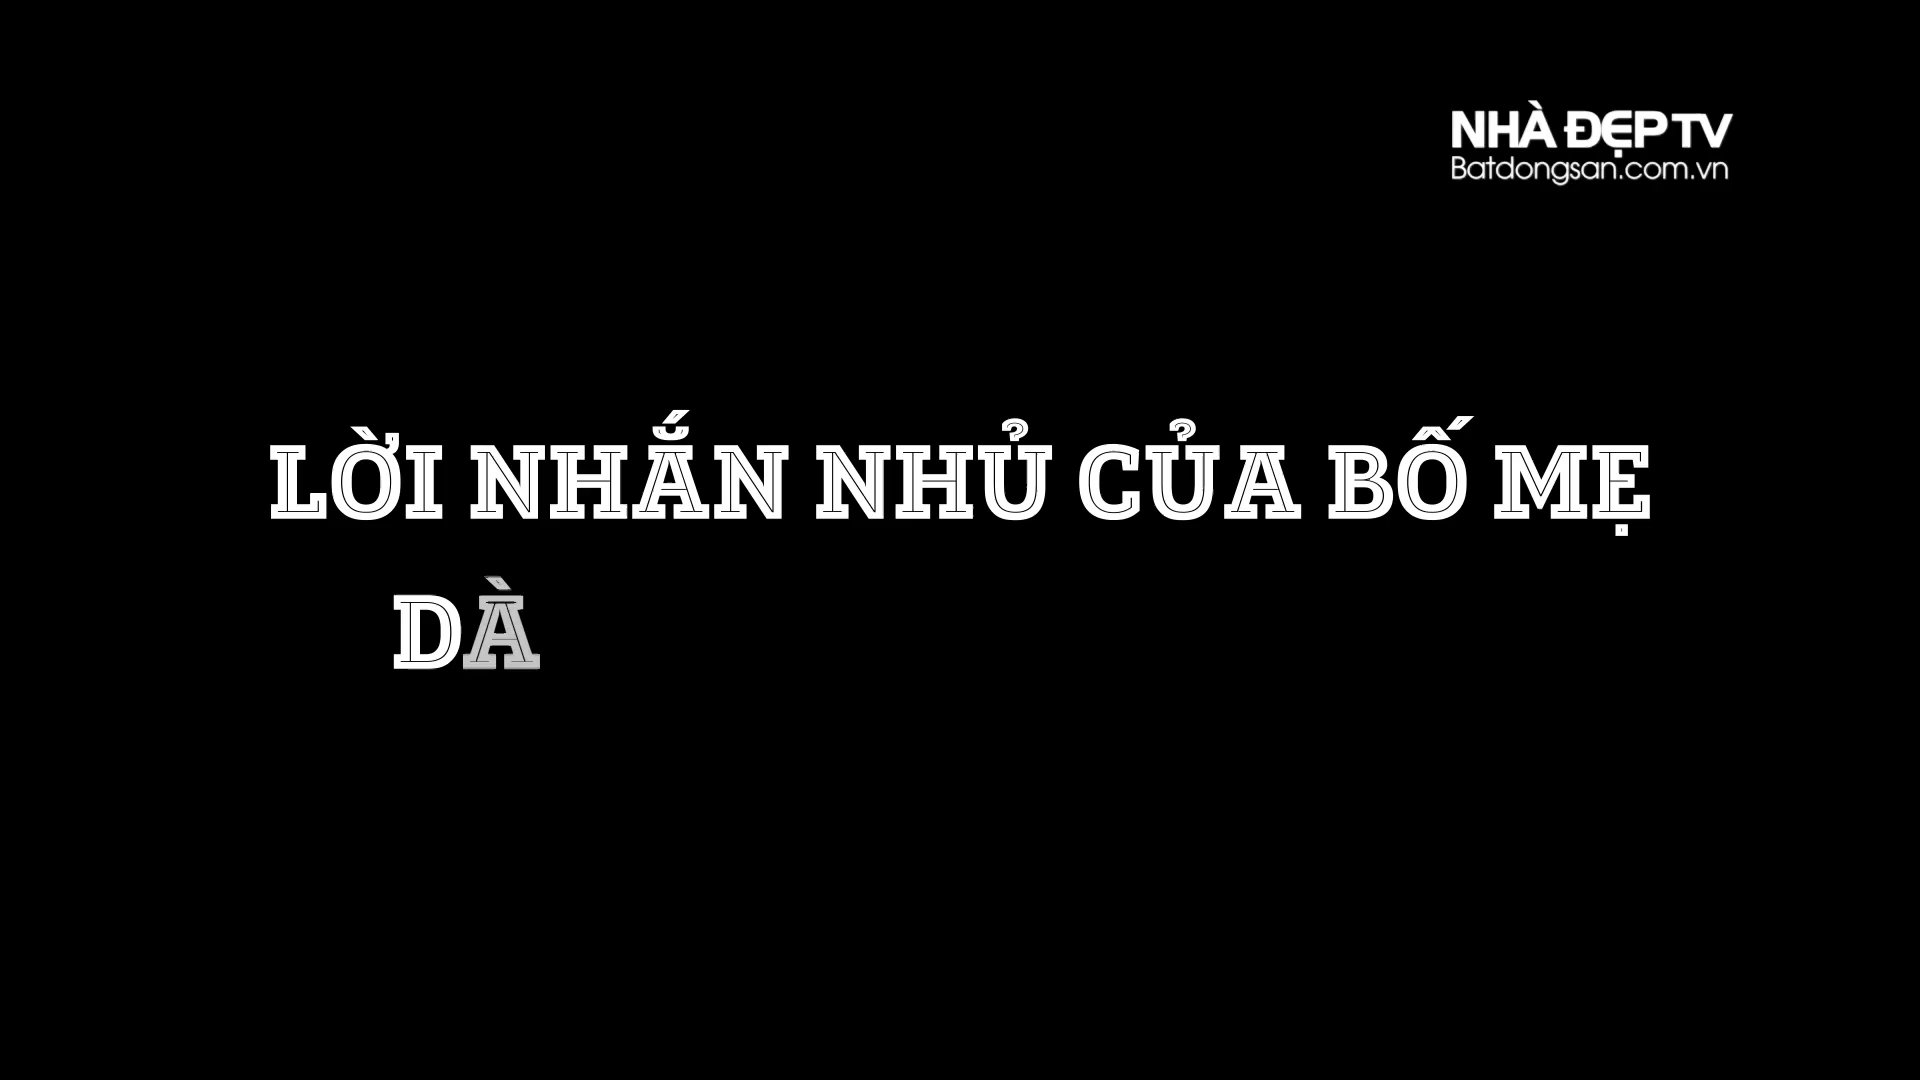 NHÀ ĐẸP TV
Batdongsan.com.vn
LỜI NHẮN NHỦ CỦA BỐ MẸ
DÀ